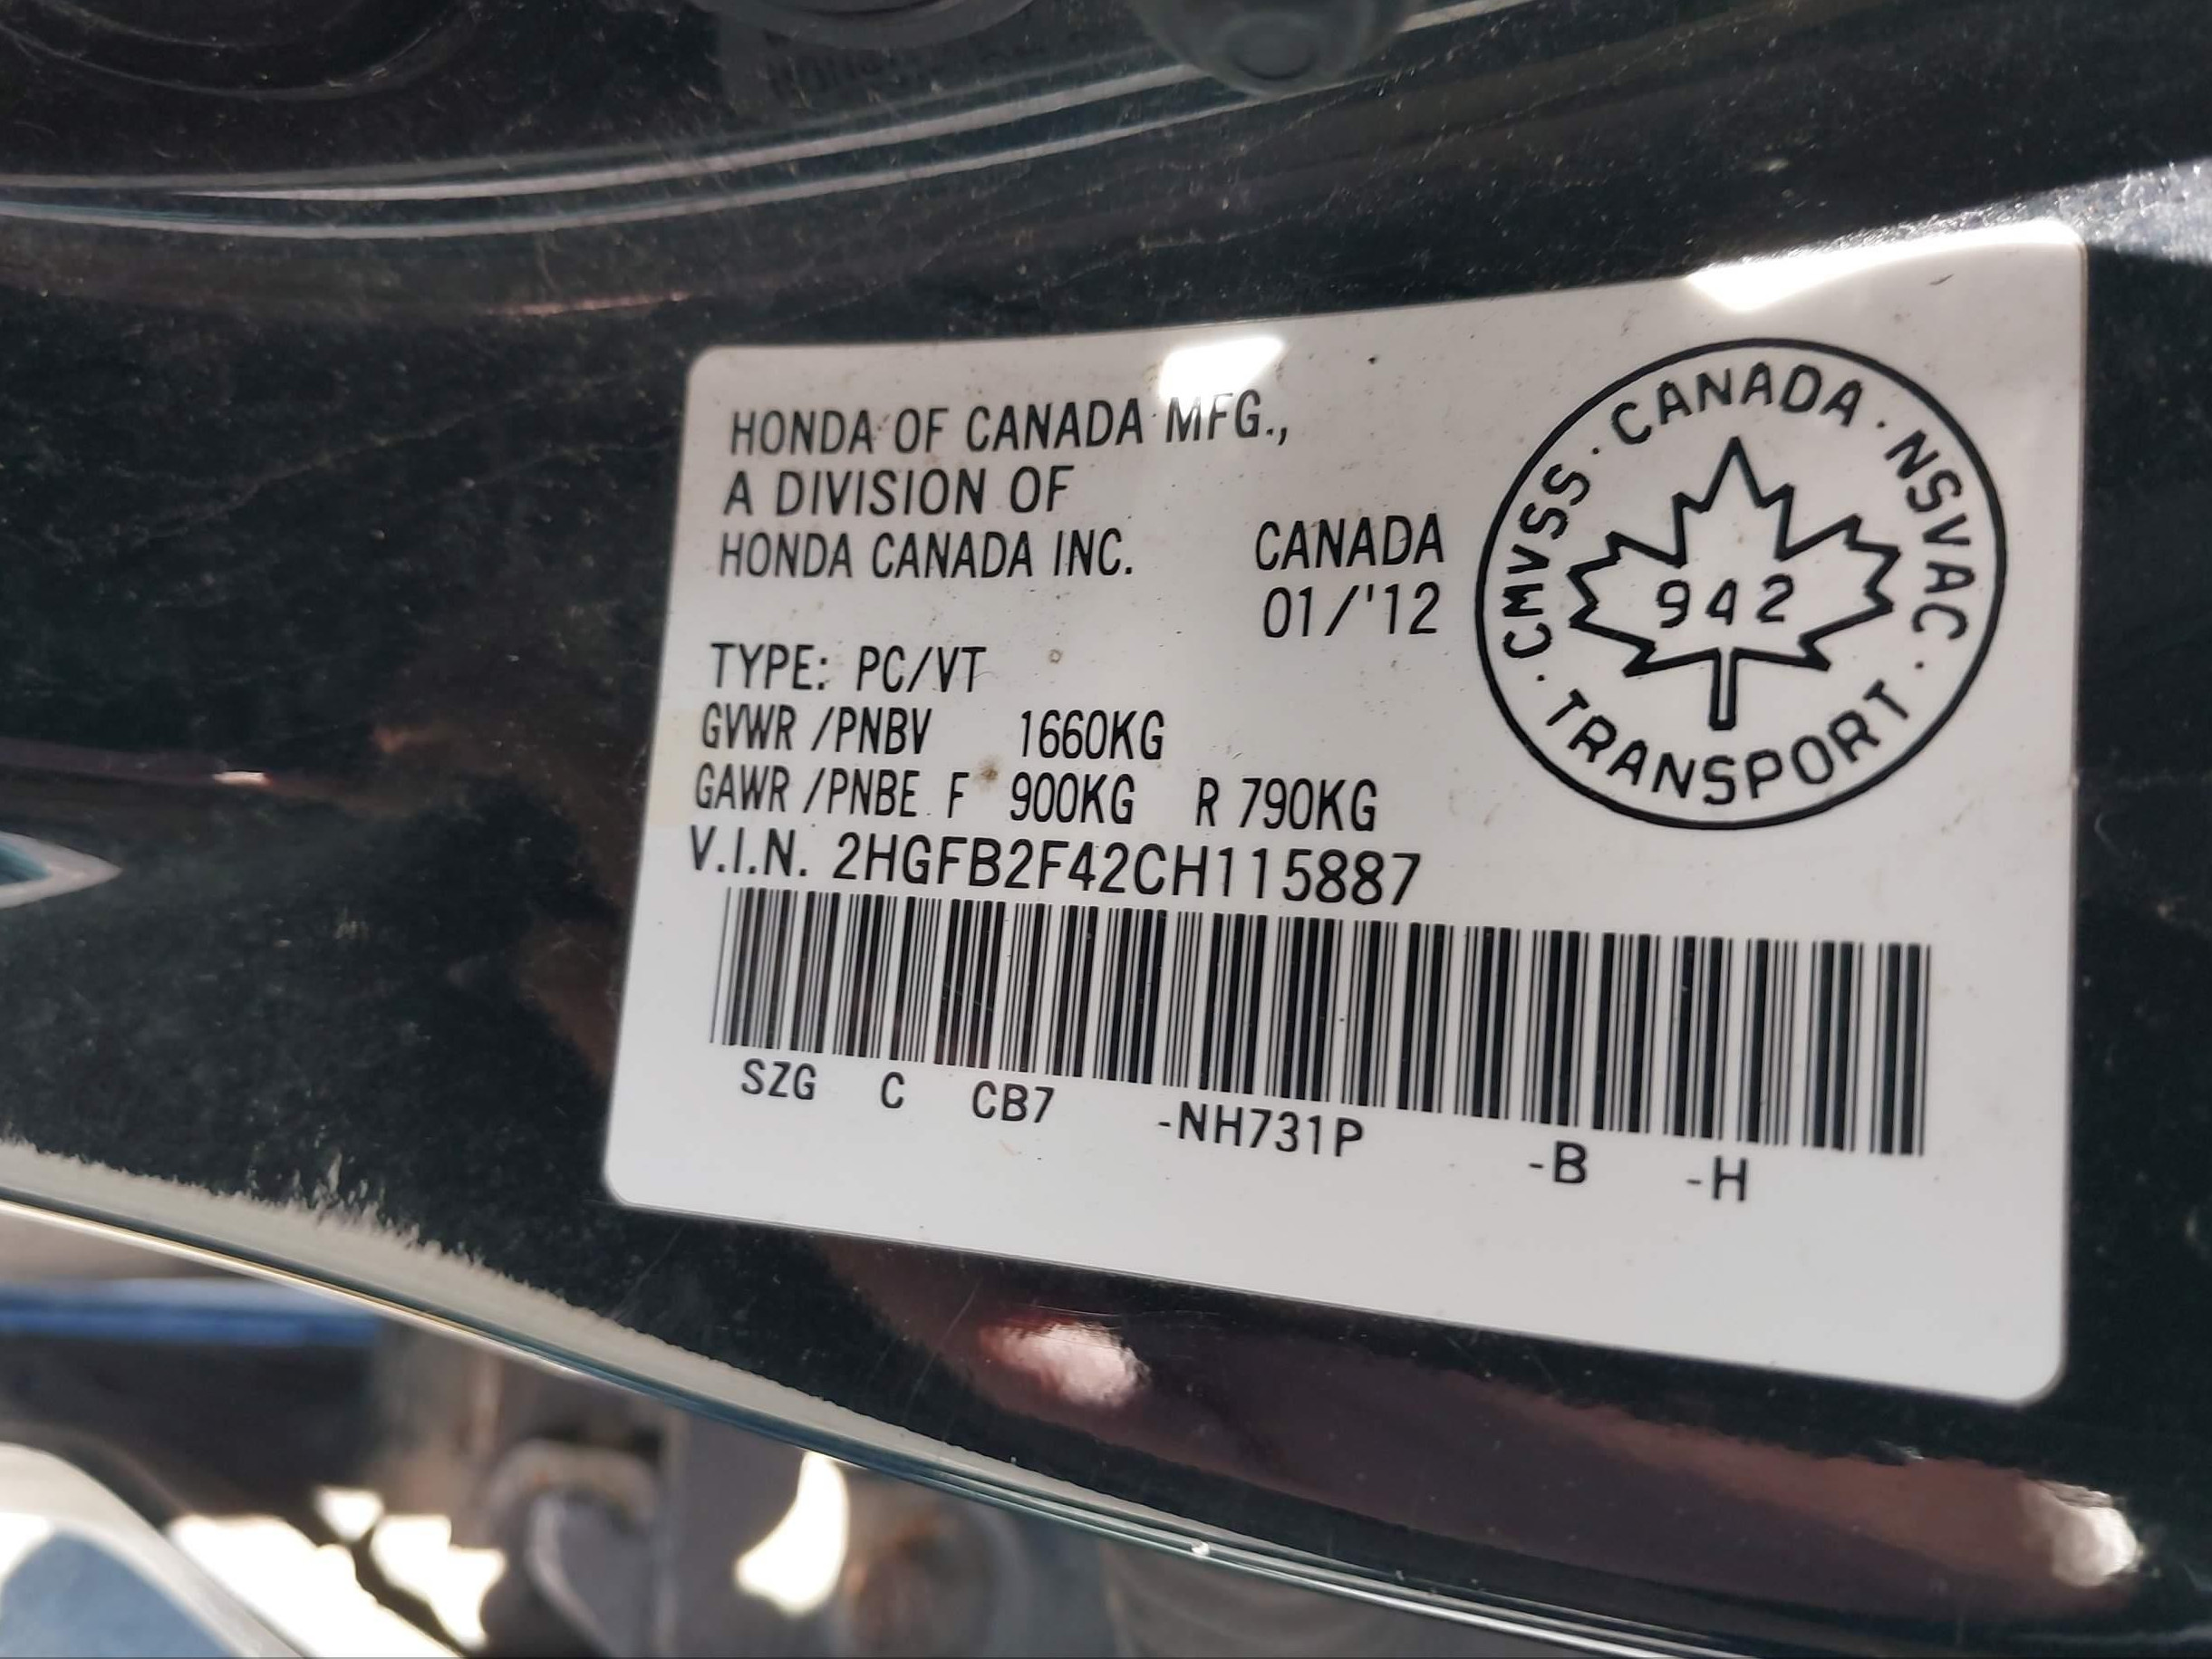 HONDA OF CANADA MFG.,
A DIVISION OF
HONDA CANADA INC. CANADA
01/'12
TYPE: PC/VT
GVWR /PNBV 1660KG
GAWR /PNBE F 900KG R 790KG
V.I.N. 2HGFB2F42CH115887
SZG C CB7 -NH731P -B -H
CMVSS · CANADA · NSVAC · TRANSPORT ·
942